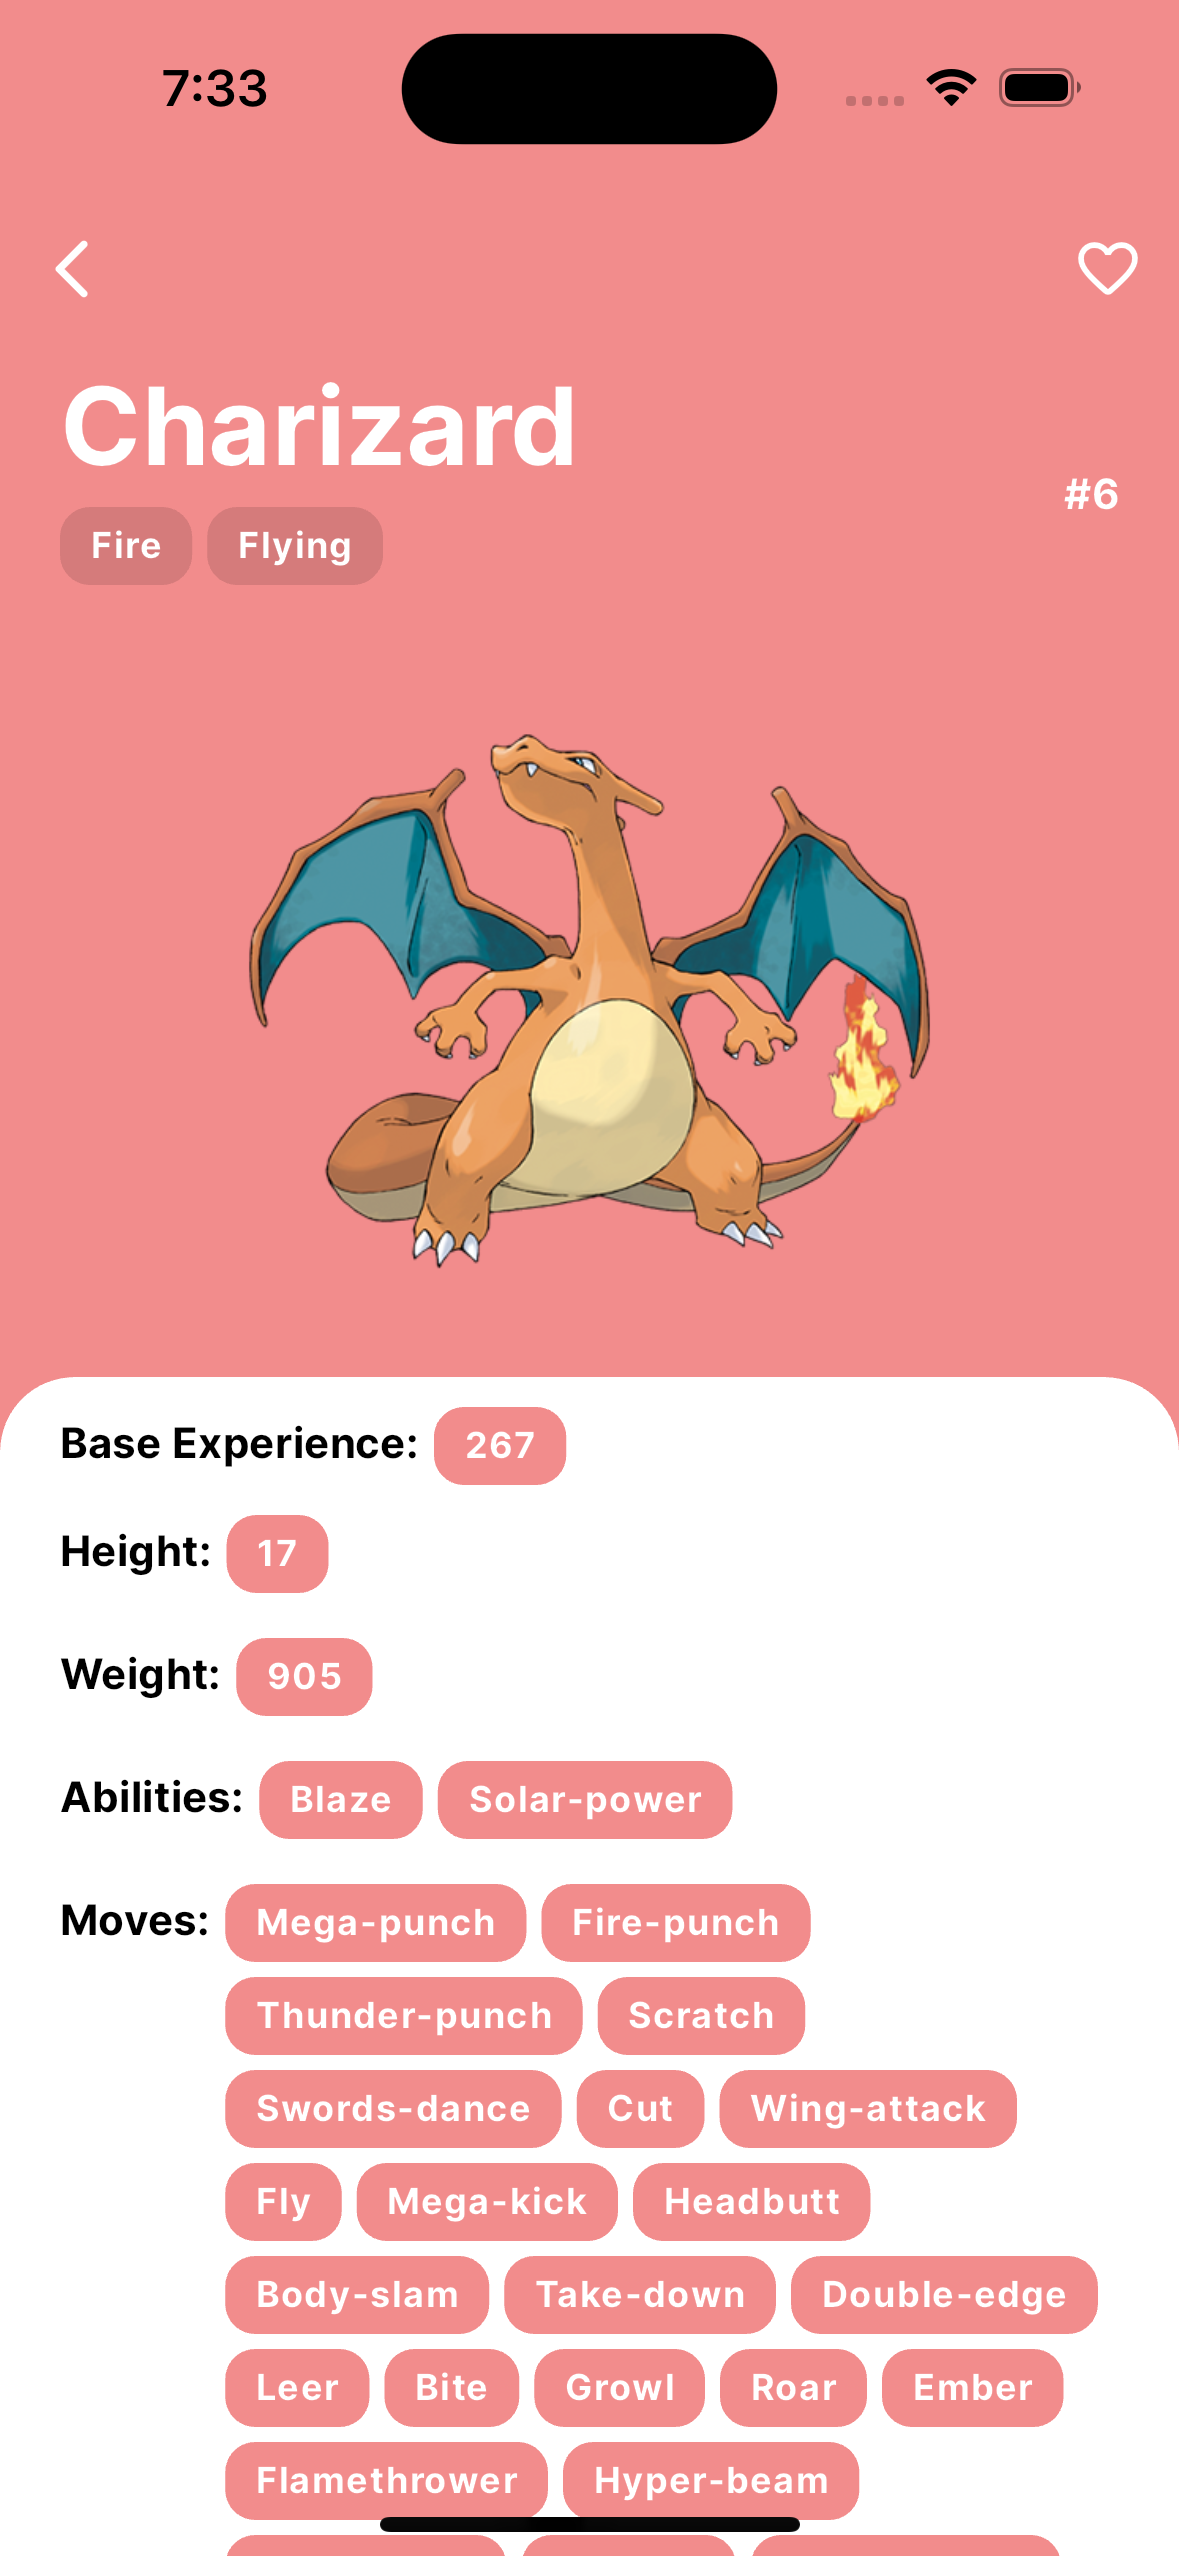 7:33
Charizard
#6
Fire Flying
Base Experience: 267
Height: 17
Weight: 905
Abilities: Blaze Solar-power
Moves: Mega-punch Fire-punch
Thunder-punch Scratch
Swords-dance Cut Wing-attack
Fly Mega-kick Headbutt
Body-slam Take-down Double-edge
Leer Bite Growl Roar Ember
Flamethrower Hyper-beam